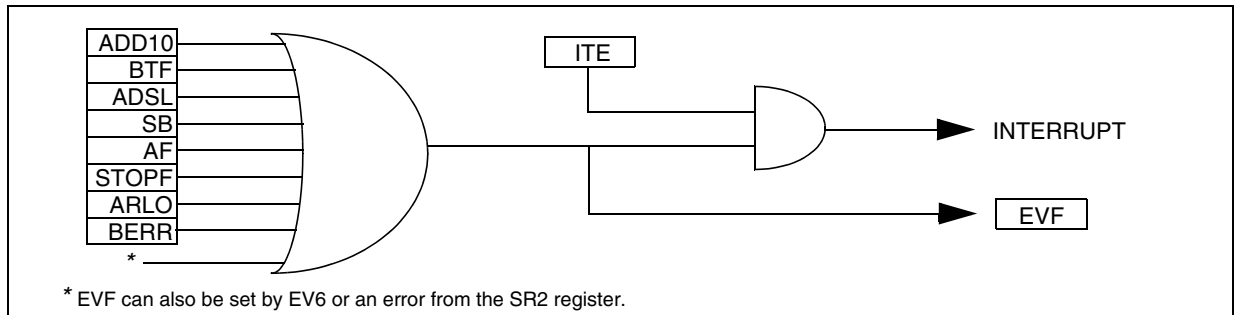 ADD10
BTF
ADSL
SB
AF
STOPF
ARLO
BERR
*
ITE
INTERRUPT
EVF
* EVF can also be set by EV6 or an error from the SR2 register.